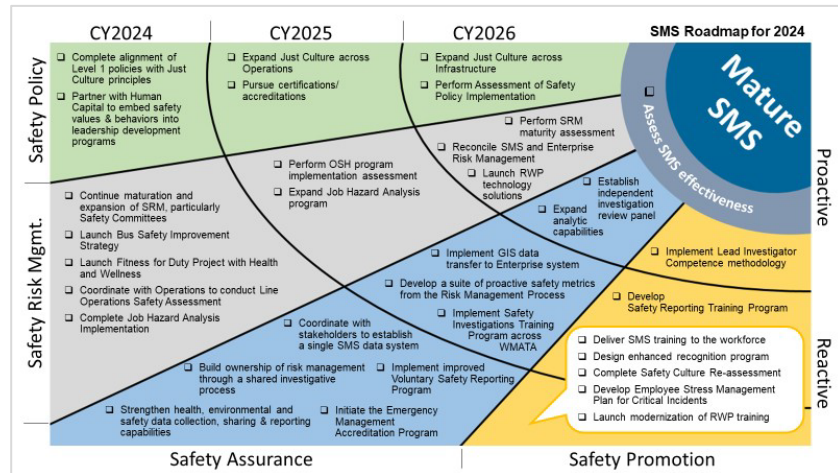 CY2024
CY2025
CY2026
SMS Roadmap for 2024
Safety Policy
Complete alignment of
Level 1 policies with Just
Culture principles
Partner with Human
Capital to embed safety
values & behaviors into
leadership development
programs
Expand Just Culture across
Operations
Pursue certifications/
accreditations
Expand Just Culture across
Infrastructure
Perform Assessment of Safety
Policy Implementation
Mature
SMS
Assess SMS effectiveness
Proactive
Reactive
Safety Risk Mgmt.
Continue maturation and
expansion of SRM, particularly
Safety Committees
Launch Bus Safety Improvement
Strategy
Launch Fitness for Duty Project with Health
and Wellness
Coordinate with Operations to conduct Line
Operations Safety Assessment
Complete Job Hazard Analysis
Implementation
Perform OSH program
implementation assessment
Expand Job Hazard Analysis
program
Perform SRM
maturity assessment
Reconcile SMS and Enterprise
Risk Management
Launch RWP
technology
solutions
Establish
independent
investigation
review panel
Expand
analytic
capabilities
Implement GIS data
transfer to Enterprise system
Develop a suite of proactive safety metrics
from the Risk Management Process
Implement Safety
Investigations Training
Program across
WMATA
Coordinate with
stakeholders to establish
a single SMS data system
Build ownership of risk management
through a shared investigative
process
Implement improved
Voluntary Safety Reporting
Program
Strengthen health, environmental and
safety data collection, sharing & reporting
capabilities
Initiate the Emergency
Management
Accreditation Program
Implement Lead Investigator
Competence methodology
Develop
Safety Reporting Training Program
Deliver SMS training to the workforce
Design enhanced recognition program
Complete Safety Culture Re-assessment
Develop Employee Stress Management
Plan for Critical Incidents
Launch modernization of RWP training
Safety Assurance
Safety Promotion